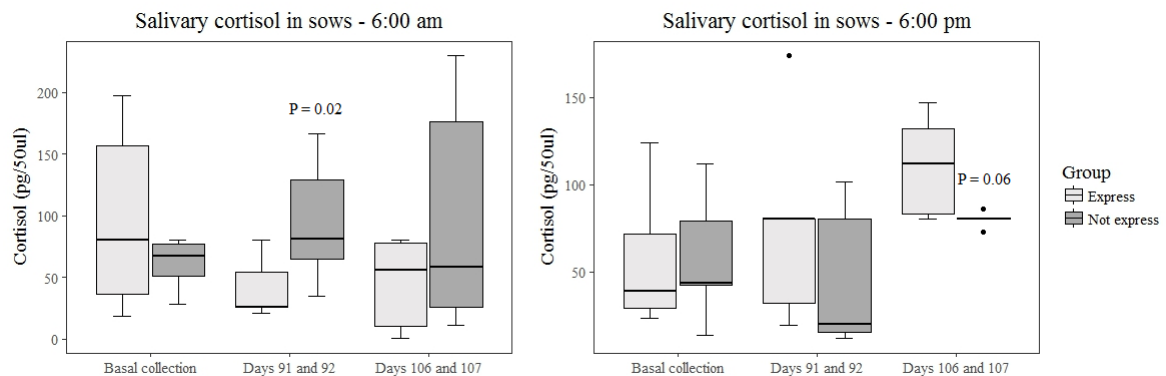 Salivary cortisol in sows - 6:00 am
Cortisol (pg/50ul)
200
150
100
50
0
P = 0.02
Basal collection
Days 91 and 92
Days 106 and 107
Salivary cortisol in sows - 6:00 pm
Cortisol (pg/50ul)
150
100
50
P = 0.06
Basal collection
Days 91 and 92
Days 106 and 107
Group
Express
Not express